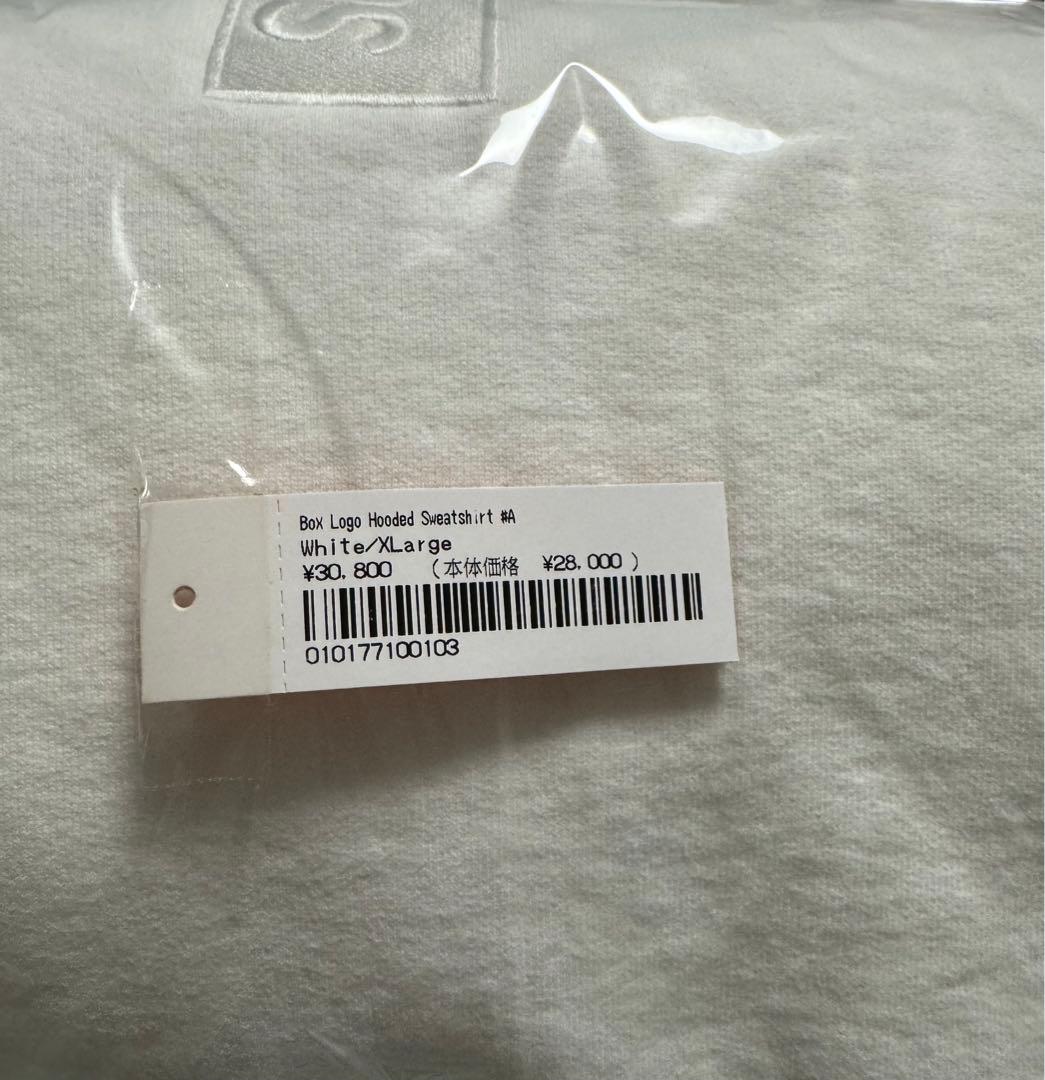 Box Logo Hooded Sweatshirt #A
White/XLarge
¥30,800 (本体価格 ¥28,000 )
010177100103